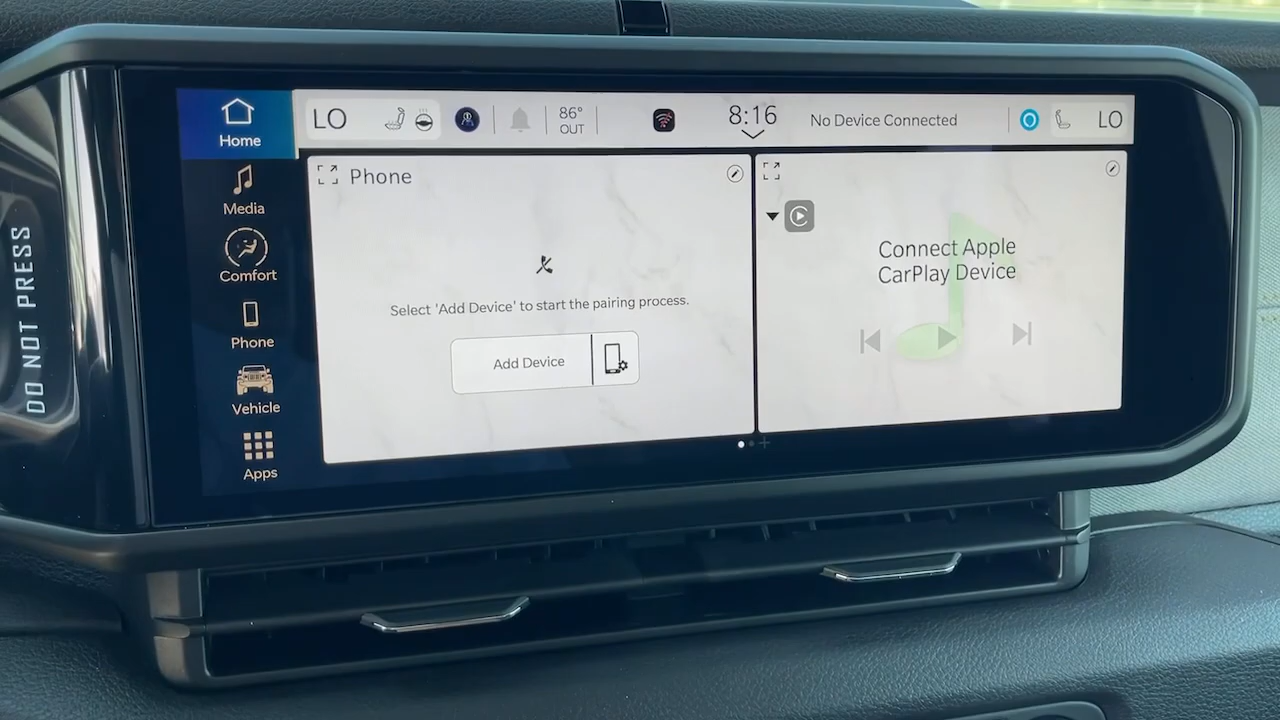 DO NOT PRESS
Home
Media
Comfort
Phone
Vehicle
Apps
LO
86°
OUT
8:16
No Device Connected
LO
Phone
Select 'Add Device' to start the pairing process.
Add Device
Connect Apple
CarPlay Device